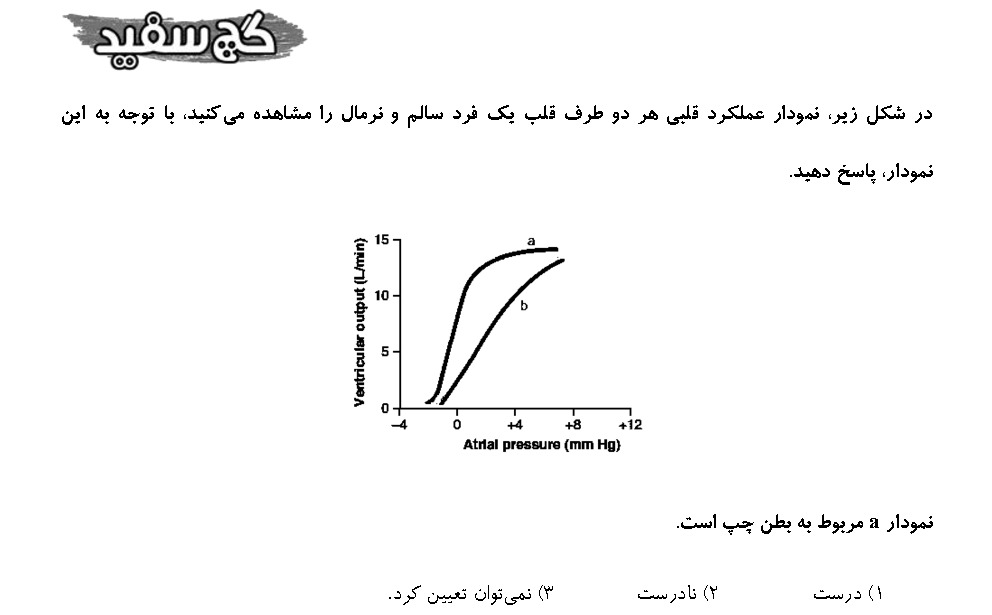 گچ سفید
در شکل زیر، نمودار عملکرد قلبی هر دو طرف قلب یک فرد سالم و نرمال را مشاهده می‌کنید، با توجه به این
نمودار، پاسخ دهید.
Ventricular output (L/min)
15
10
5
0
a
b
−4
0
+4
+8
+12
Atrial pressure (mm Hg)
نمودار a مربوط به بطن چپ است.
۱) درست ۲) نادرست ۳) نمی‌توان تعیین کرد.